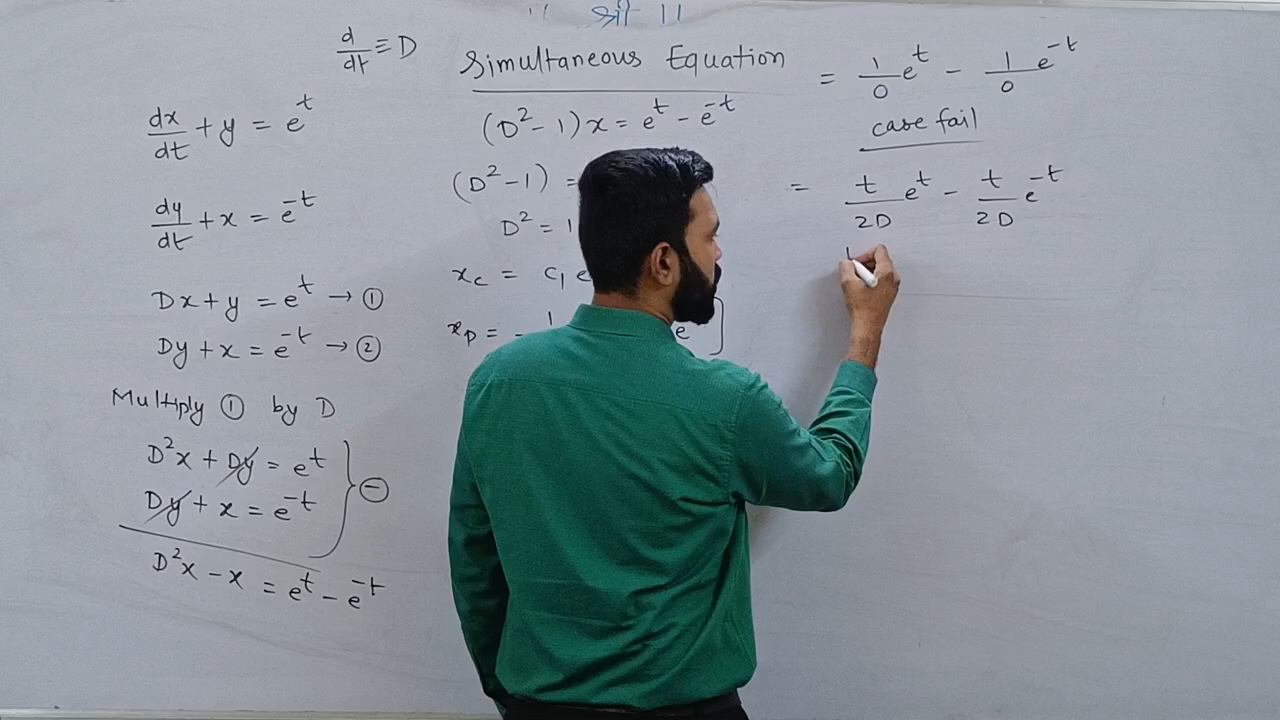 ॥ श्री ॥
d/dt ≡ D
Simultaneous Equation
dx/dt + y = e^t
dy/dt + x = e^-t
Dx + y = e^t → ①
Dy + x = e^-t → ②
Multiply ① by D
D²x + Dy = e^t
Dy + x = e^-t
} ⊖
D²x - x = e^t - e^-t
(D² - 1)x = e^t - e^-t
(D² - 1) =
D² = 1
x_c = c₁ e
x_p = 1 e ]
= 1/0 e^t - 1/0 e^-t
case fail
= t/2D e^t - t/2D e^-t